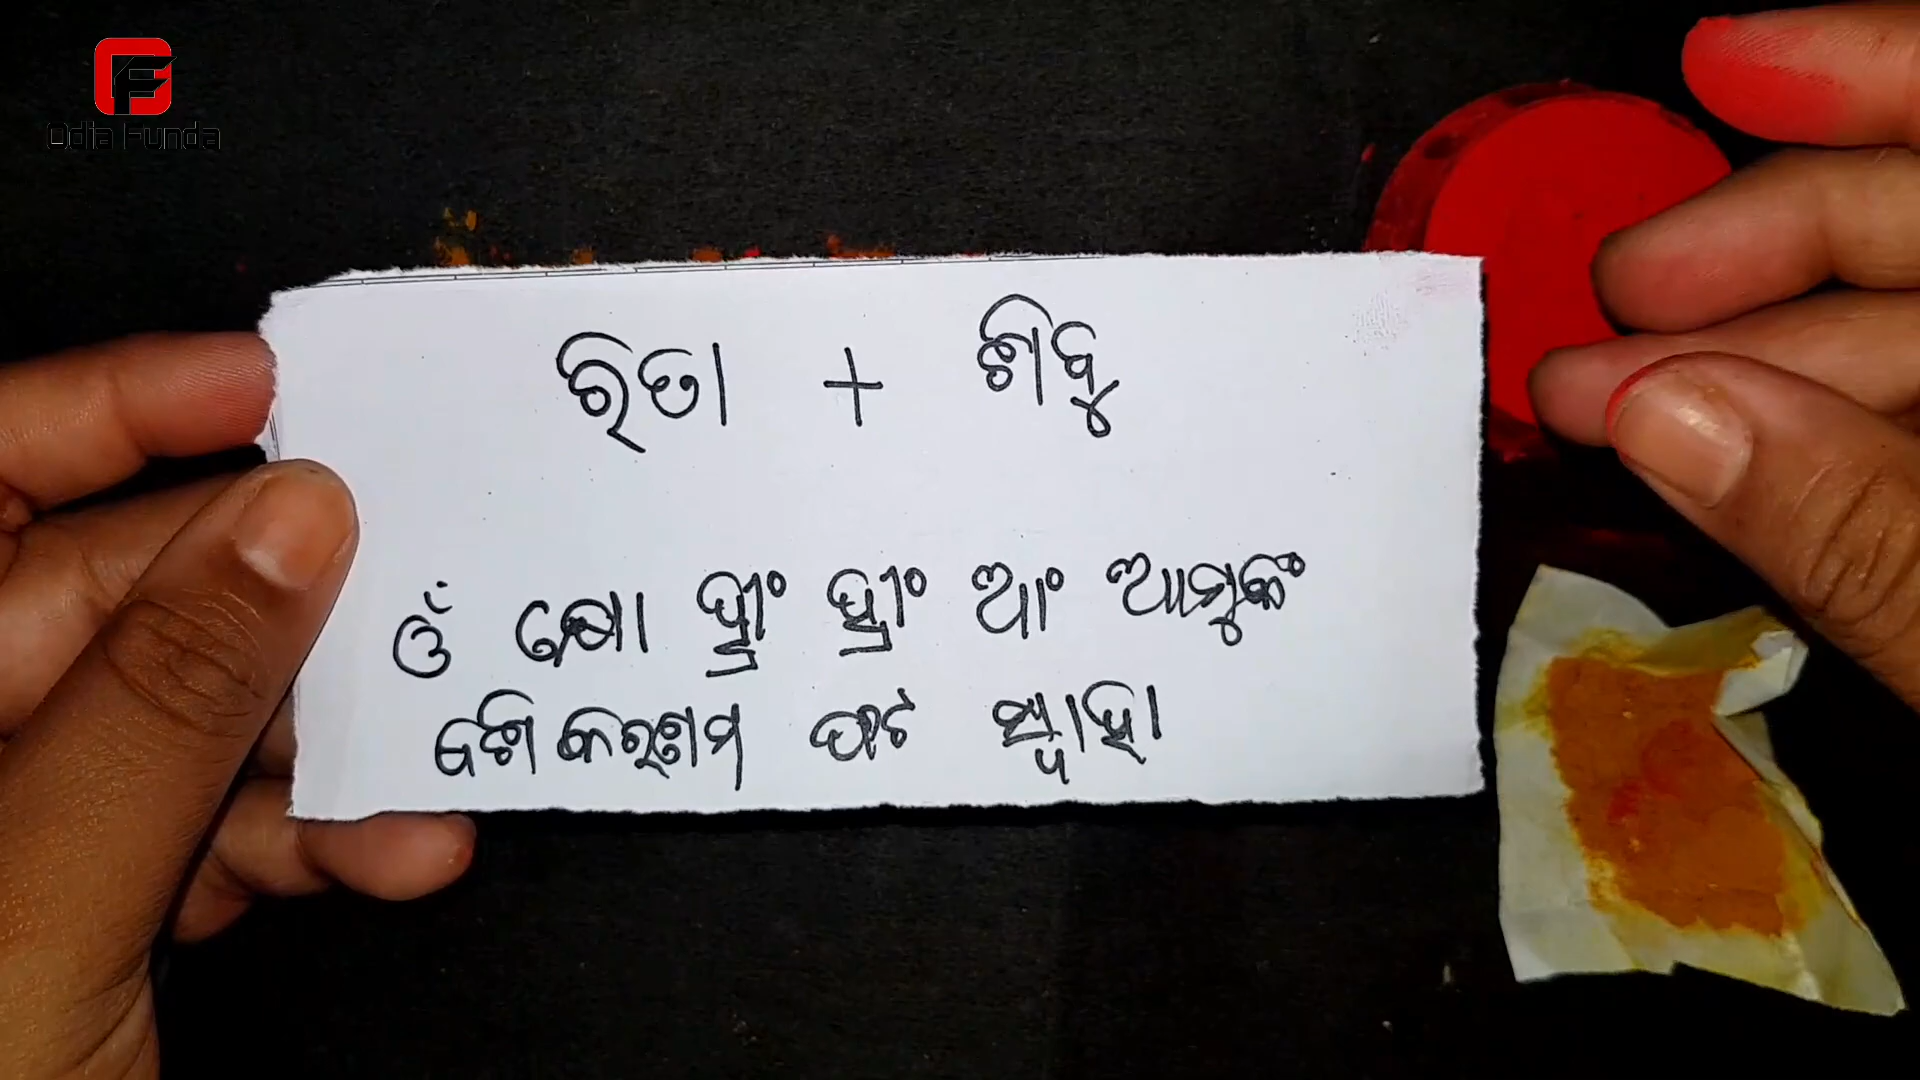 Odia Funda
ରିତା + ଶିବୁ
ଓଁ କ୍ଷୋ ହ୍ରୀଂ ହ୍ରୀଂ ଆଂ ଆମୁକଂ
ବଶିକରଣମ ଫଟ ସ୍ୱାହା